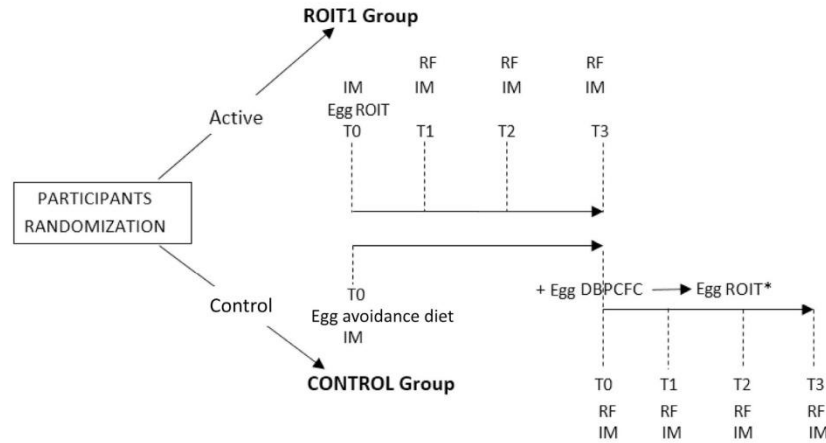 ROIT1 Group
RF RF RF
IM IM IM IM
Egg ROIT
T0 T1 T2 T3
Active
PARTICIPANTS
RANDOMIZATION
Control
T0
Egg avoidance diet
IM
CONTROL Group
+ Egg DBPCFC Egg ROIT*
T0 T1 T2 T3
RF RF RF RF
IM IM IM IM